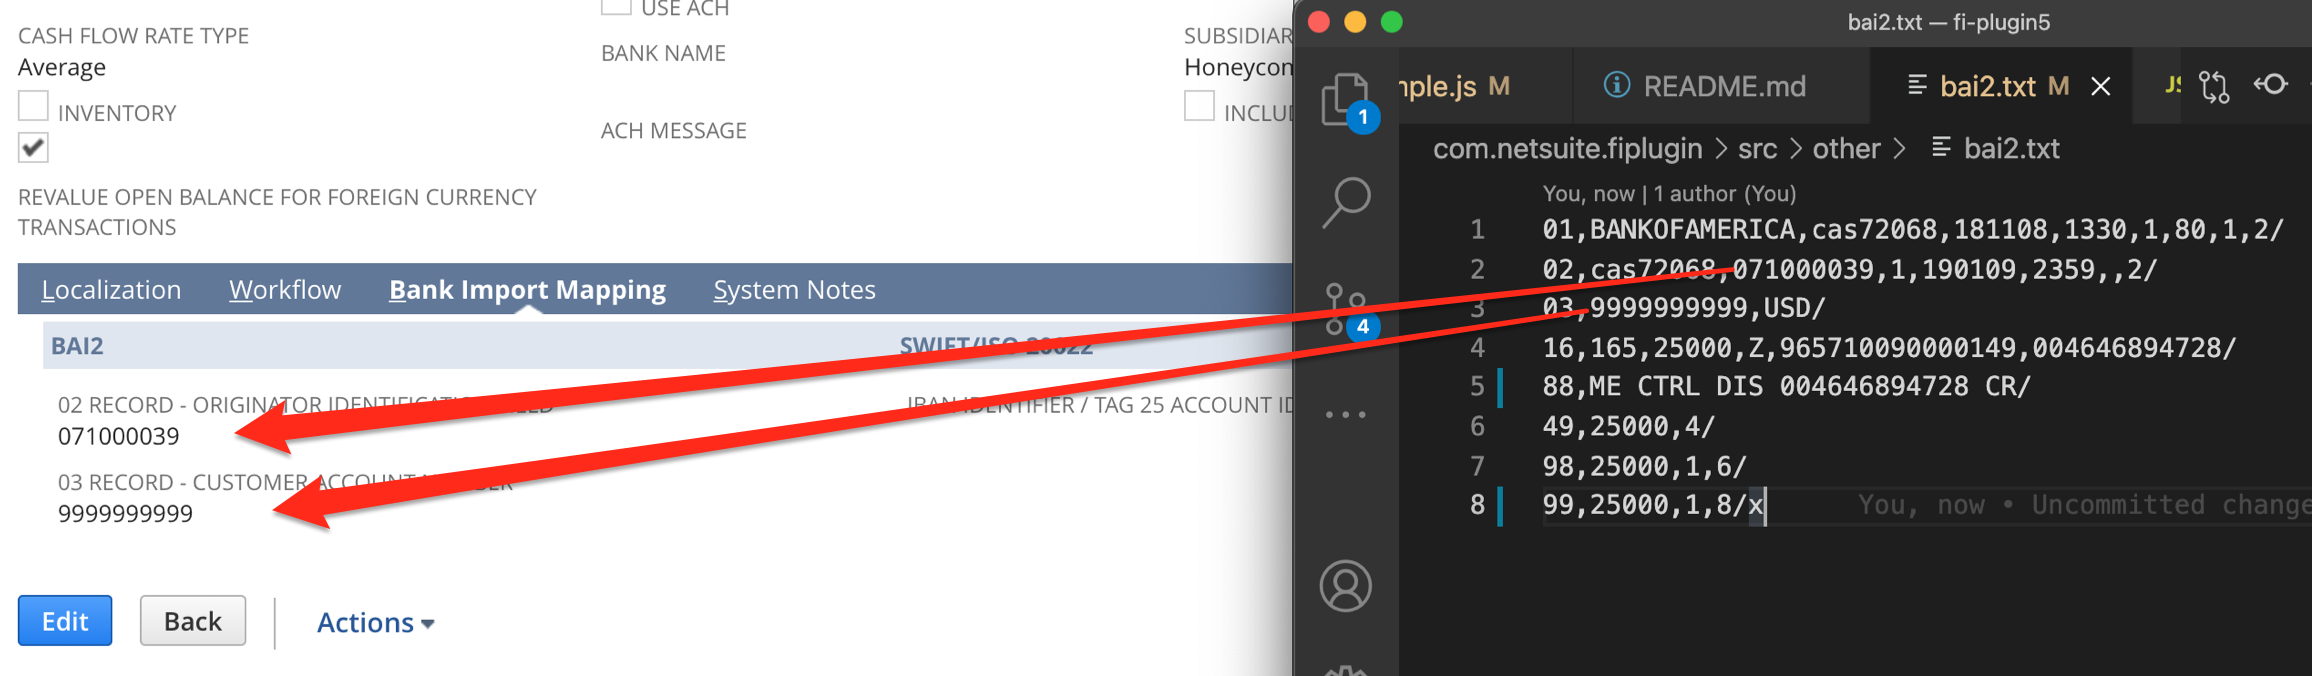 USE ACH
CASH FLOW RATE TYPE
Average
BANK NAME
INVENTORY
ACH MESSAGE
REVALUE OPEN BALANCE FOR FOREIGN CURRENCY
TRANSACTIONS
SUBSIDIAR
Honeycon
INCLU
Localization Workflow Bank Import Mapping System Notes
BAI2 SWIFT/ISO 20022
02 RECORD - ORIGINATOR IDENTIFICATION FIELD
071000039
IBAN IDENTIFIER / TAG 25 ACCOUNT ID
03 RECORD - CUSTOMER ACCOUNT NUMBER
9999999999
Edit Back Actions
bai2.txt — fi-plugin5
mple.js M README.md bai2.txt M JS
1
4
com.netsuite.fiplugin > src > other > bai2.txt
You, now | 1 author (You)
1 01,BANKOFAMERICA,cas72068,181108,1330,1,80,1,2/
2 02,cas72068,071000039,1,190109,2359,,2/
3 03,9999999999,USD/
4 16,165,25000,Z,965710090000149,004646894728/
5 88,ME CTRL DIS 004646894728 CR/
6 49,25000,4/
7 98,25000,1,6/
8 99,25000,1,8/x You, now • Uncommitted change